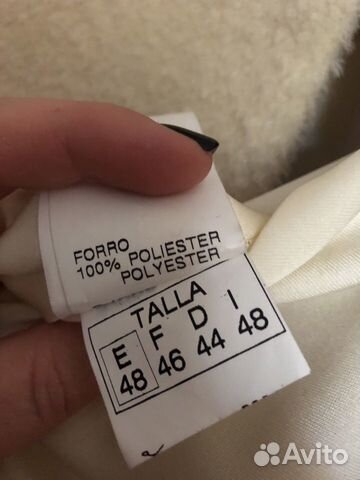 FORRO
100% POLIESTER
POLYESTER
TALLA
E F D I
48 46 44 48
Avito